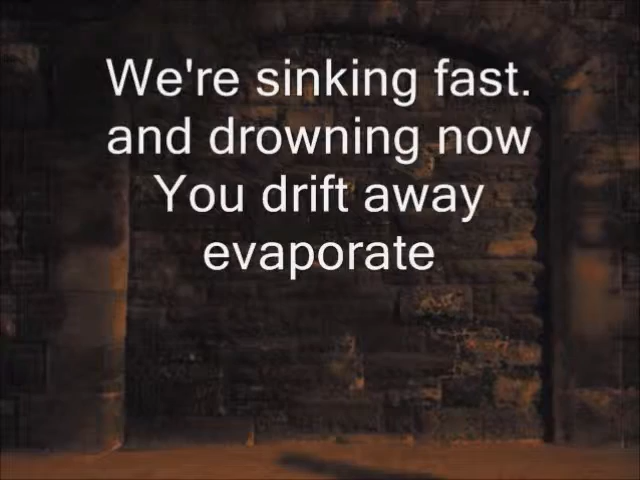 We're sinking fast.
and drowning now
You drift away
evaporate